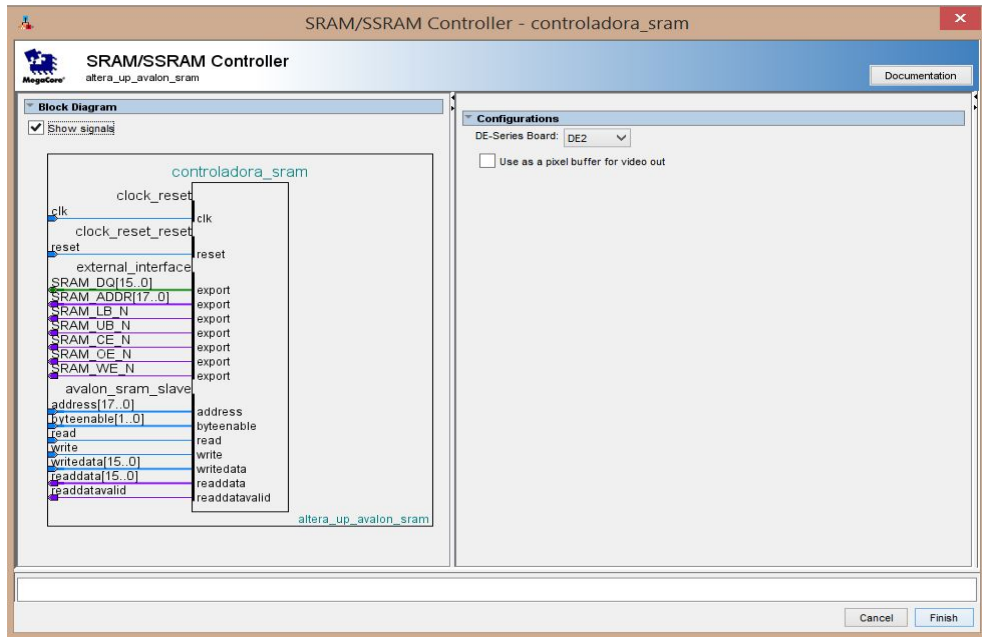 SRAM/SSRAM Controller - controladora_sram
SRAM/SSRAM Controller
MegaCore®
altera_up_avalon_sram
Documentation
Block Diagram
Show signals
controladora_sram
clock_reset
clk
clk
clock_reset_reset
reset
reset
external_interface
SRAM_DQ[15..0]
export
SRAM_ADDR[17..0]
export
SRAM_LB_N
export
SRAM_UB_N
export
SRAM_CE_N
export
SRAM_OE_N
export
SRAM_WE_N
export
avalon_sram_slave
address[17..0]
address
byteenable[1..0]
byteenable
read
read
write
write
writedata[15..0]
writedata
readdata[15..0]
readdata
readdatavalid
readdatavalid
altera_up_avalon_sram
Configurations
DE-Series Board: DE2
Use as a pixel buffer for video out
Cancel
Finish